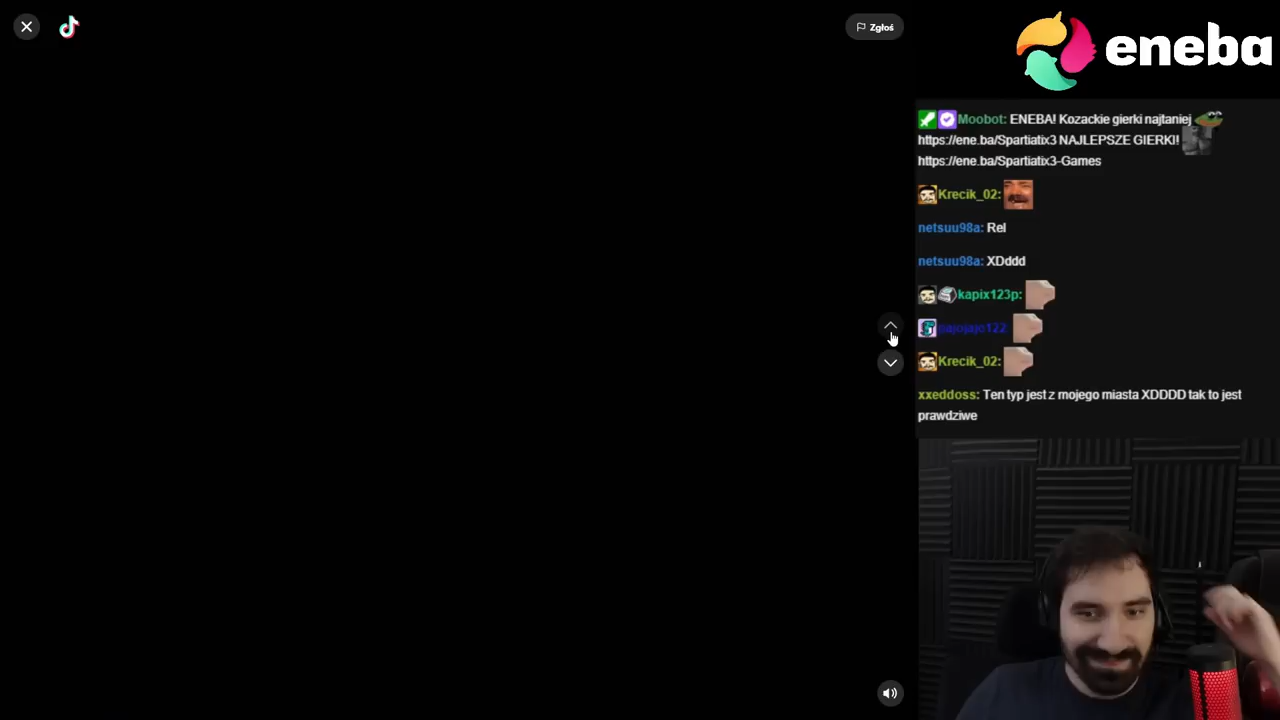 Zgłoś
eneba
Moobot: ENEBA! Kozackie gierki najtaniej
https://ene.ba/Spartiatix3 NAJLEPSZE GIERKI!
https://ene.ba/Spartiatix3-Games
Krecik_02:
netsuu98a: Rel
netsuu98a: XDddd
kapix123p:
najojajo122:
Krecik_02:
xxeddoss: Ten typ jest z mojego miasta XDDDD tak to jest
prawdziwe